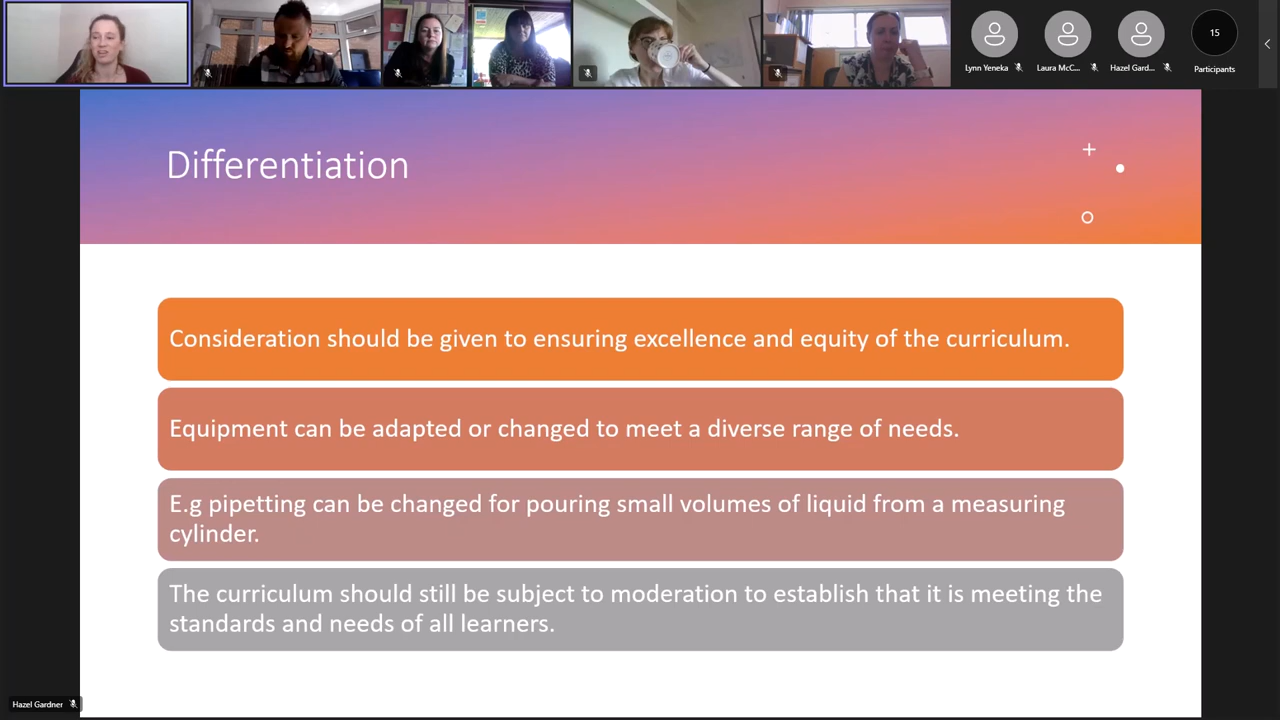 Lynn Yeneka
Laura McC...
Hazel Gard...
15
Participants
Differentiation
Consideration should be given to ensuring excellence and equity of the curriculum.
Equipment can be adapted or changed to meet a diverse range of needs.
E.g pipetting can be changed for pouring small volumes of liquid from a measuring
cylinder.
The curriculum should still be subject to moderation to establish that it is meeting the
standards and needs of all learners.
Hazel Gardner